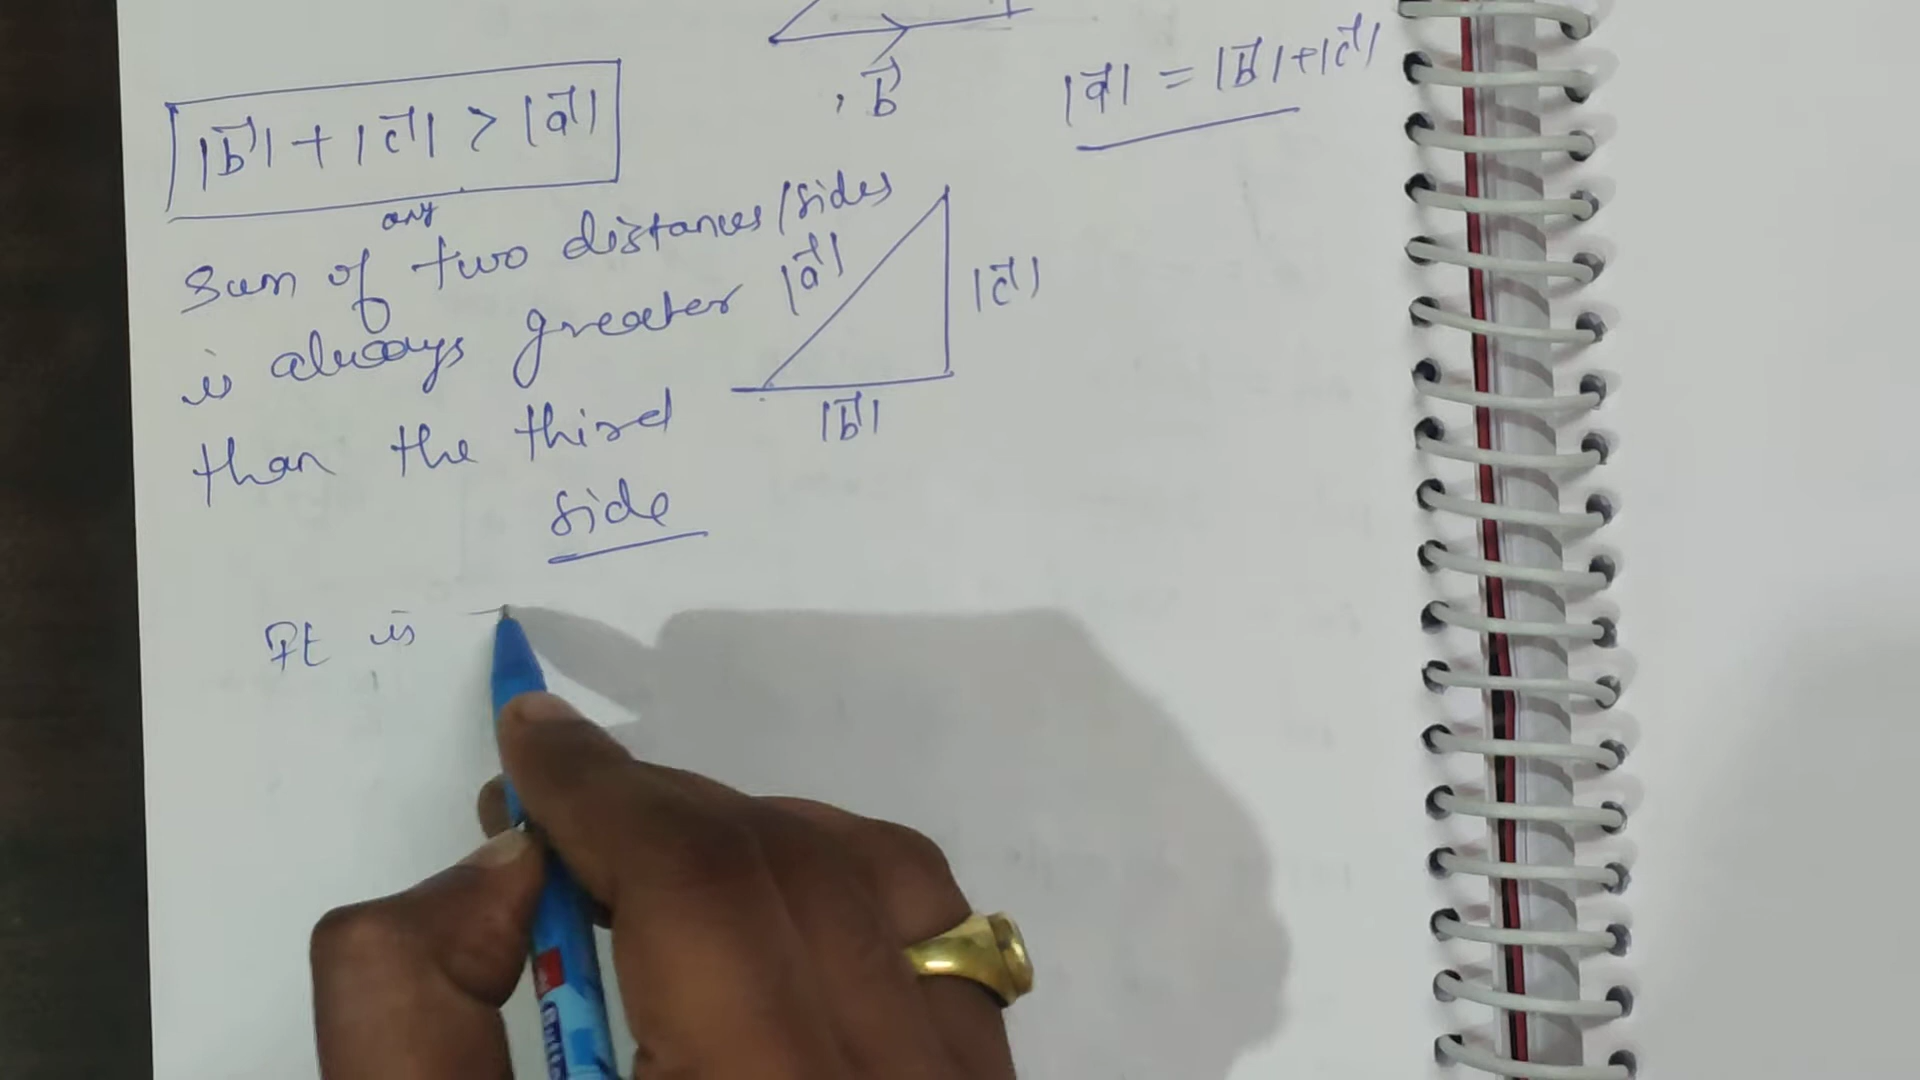 , b⃗
|a⃗| = |b⃗| + |c⃗|
|b⃗| + |c⃗| > |a⃗|
any
Sum of two distances/sides
is always greater
than the third
side
|a⃗|
|c⃗|
|b⃗|
It is